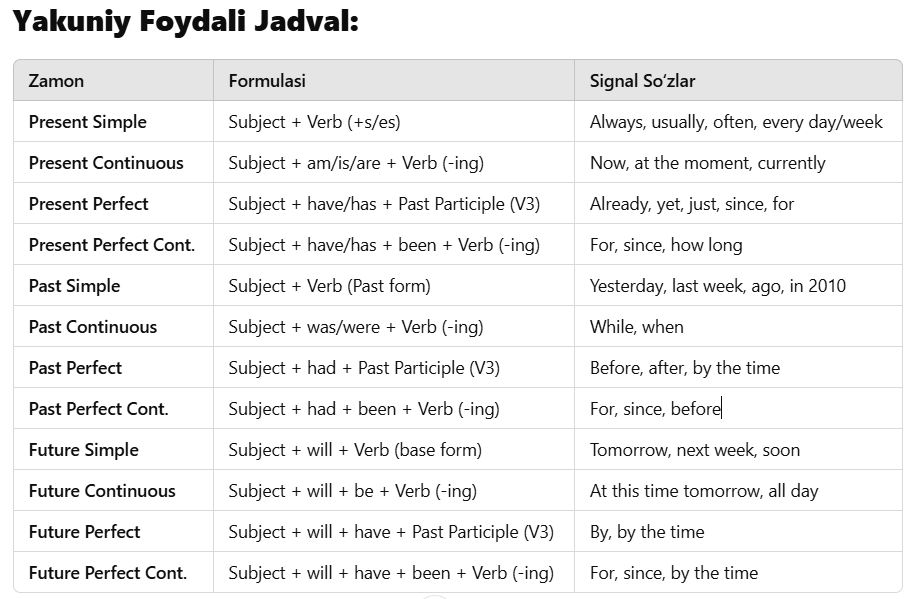 Yakuniy Foydali Jadval:
Zamon Formulasi Signal So‘zlar
Present Simple Subject + Verb (+s/es) Always, usually, often, every day/week
Present Continuous Subject + am/is/are + Verb (-ing) Now, at the moment, currently
Present Perfect Subject + have/has + Past Participle (V3) Already, yet, just, since, for
Present Perfect Cont. Subject + have/has + been + Verb (-ing) For, since, how long
Past Simple Subject + Verb (Past form) Yesterday, last week, ago, in 2010
Past Continuous Subject + was/were + Verb (-ing) While, when
Past Perfect Subject + had + Past Participle (V3) Before, after, by the time
Past Perfect Cont. Subject + had + been + Verb (-ing) For, since, before
Future Simple Subject + will + Verb (base form) Tomorrow, next week, soon
Future Continuous Subject + will + be + Verb (-ing) At this time tomorrow, all day
Future Perfect Subject + will + have + Past Participle (V3) By, by the time
Future Perfect Cont. Subject + will + have + been + Verb (-ing) For, since, by the time